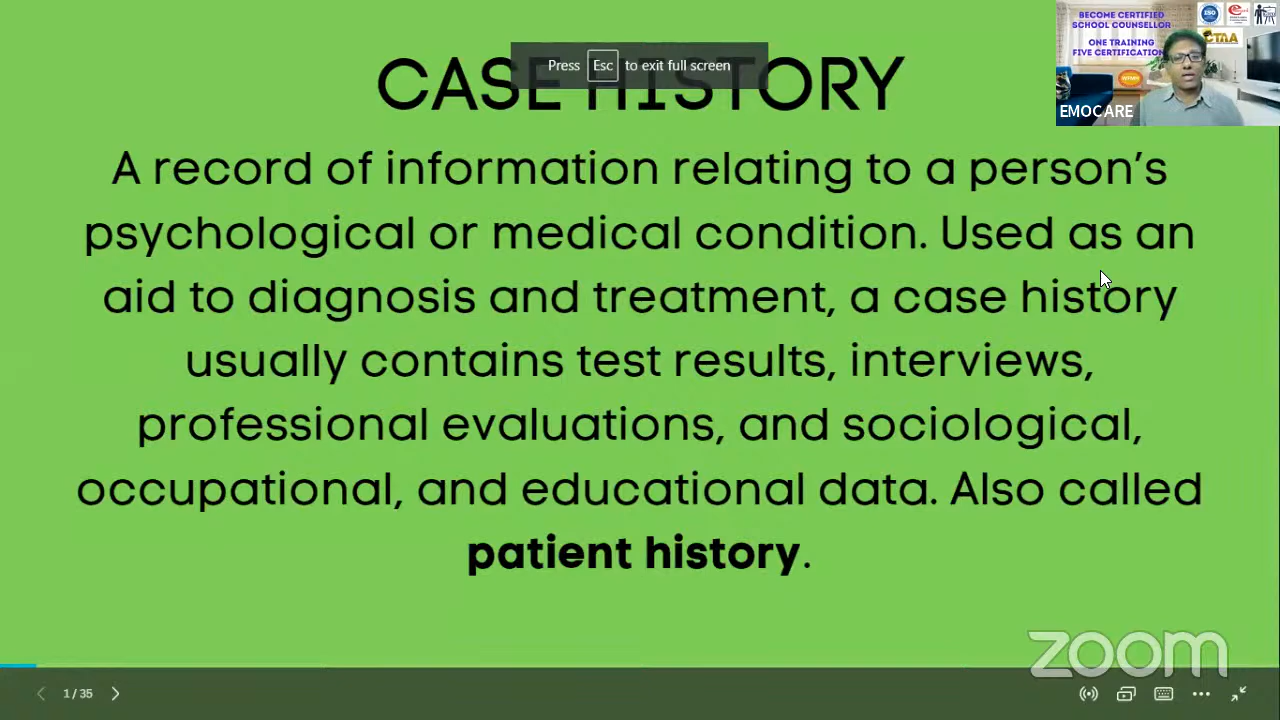 BECOME CERTIFIED
SCHOOL COUNSELLOR
ONE TRAINING
FIVE CERTIFICATION
ISO
CTAA
EMOCARE
Press Esc to exit full screen
CASE HISTORY
A record of information relating to a person’s
psychological or medical condition. Used as an
aid to diagnosis and treatment, a case history
usually contains test results, interviews,
professional evaluations, and sociological,
occupational, and educational data. Also called
patient history.
zoom
1 / 35